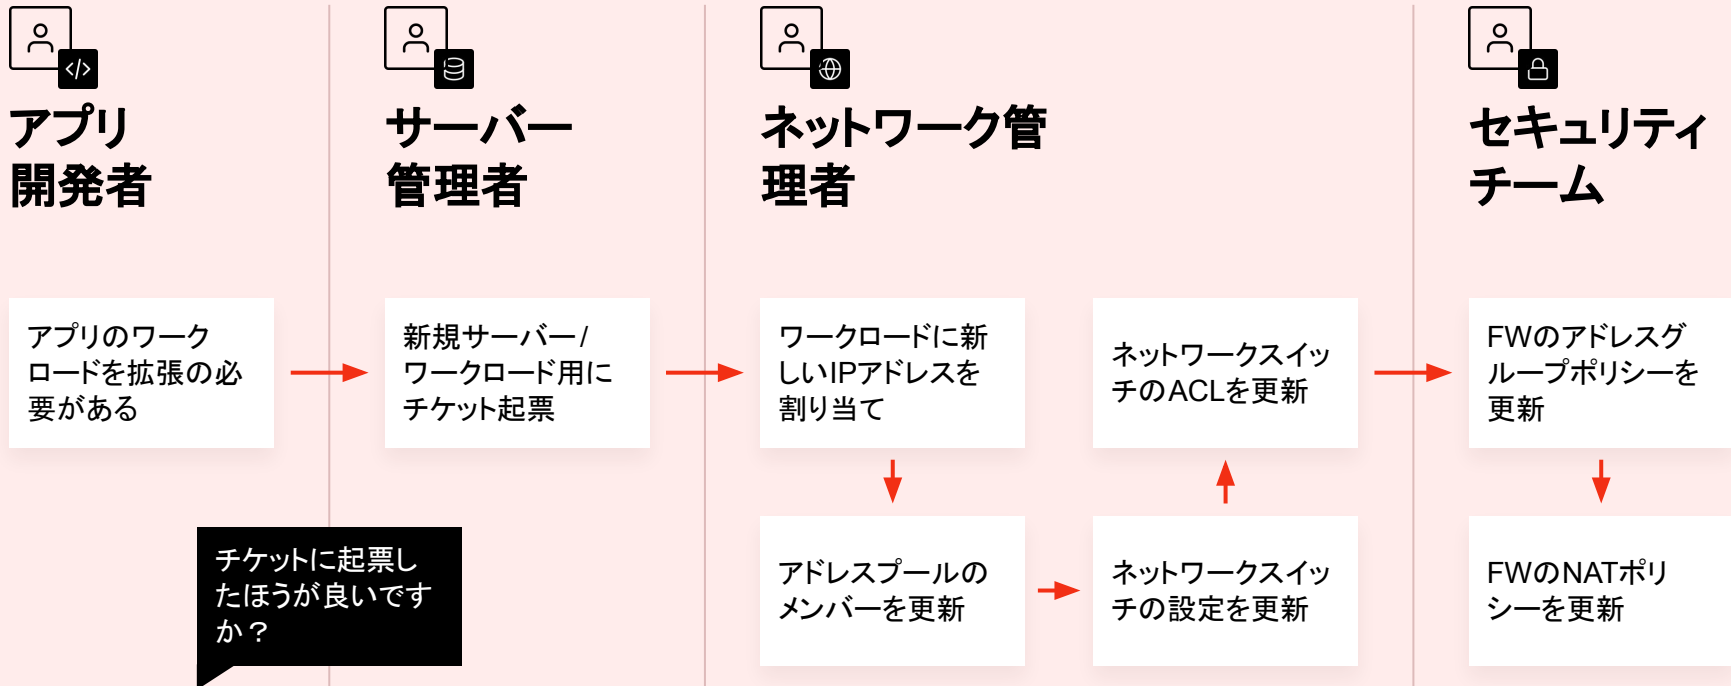 アプリ
開発者
サーバー
管理者
ネットワーク管
理者
セキュリティ
チーム
アプリのワーク
ロードを拡張の必
要がある
新規サーバー/
ワークロード用に
チケット起票
ワークロードに新
しいIPアドレスを
割り当て
ネットワークスイッ
チのACLを更新
FWのアドレスグ
ループポリシーを
更新
チケットに起票し
たほうが良いです
か？
アドレスプールの
メンバーを更新
ネットワークスイッ
チの設定を更新
FWのNATポリ
シーを更新